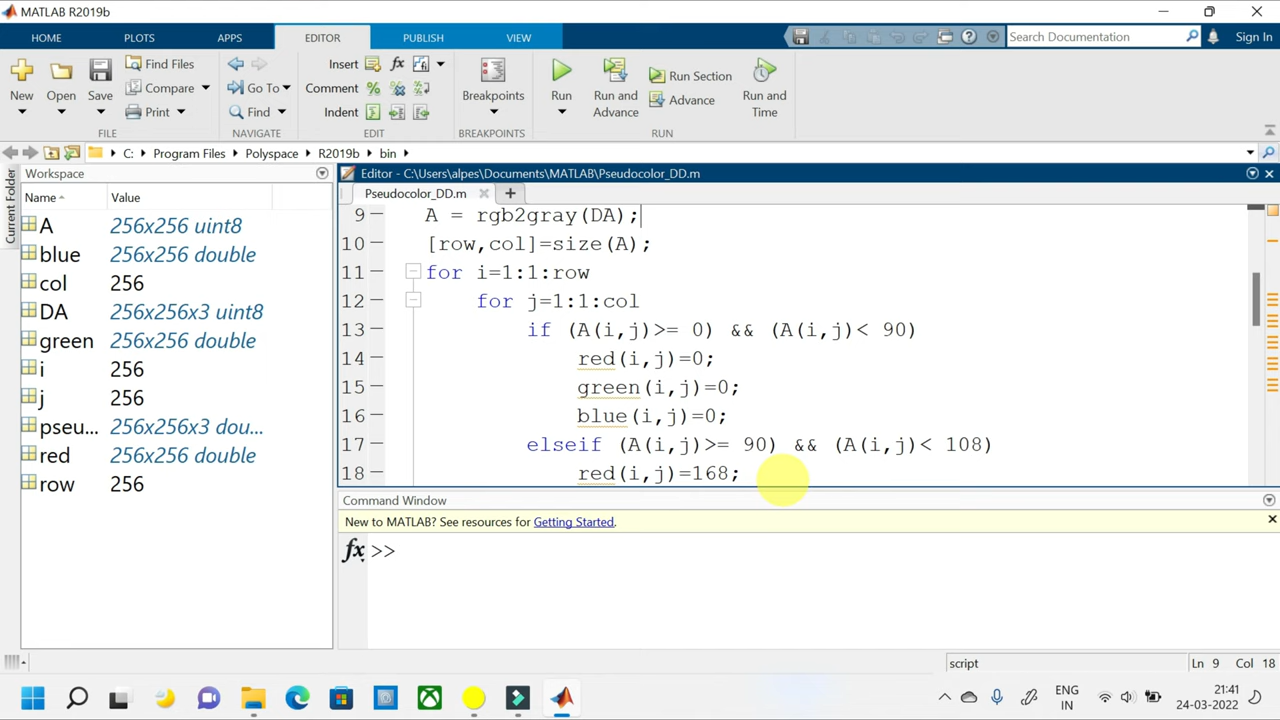 MATLAB R2019b
HOME PLOTS APPS EDITOR PUBLISH VIEW Search Documentation Sign In
New Open Save Find Files Compare Print
Go To Find
Insert fx Comment % Indent
Breakpoints
Run Run and Advance Run Section Advance Run and Time
FILE NAVIGATE EDIT BREAKPOINTS RUN
C: Program Files Polyspace R2019b bin
Current Folder
Workspace
Name Value
A 256x256 uint8
blue 256x256 double
col 256
DA 256x256x3 uint8
green 256x256 double
i 256
j 256
pseu... 256x256x3 dou...
red 256x256 double
row 256
Editor - C:\Users\alpes\Documents\MATLAB\Pseudocolor_DD.m
Pseudocolor_DD.m
9 A = rgb2gray(DA);
10 [row,col]=size(A);
11 for i=1:1:row
12 for j=1:1:col
13 if (A(i,j)>= 0) && (A(i,j)< 90)
14 red(i,j)=0;
15 green(i,j)=0;
16 blue(i,j)=0;
17 elseif (A(i,j)>= 90) && (A(i,j)< 108)
18 red(i,j)=168;
Command Window
New to MATLAB? See resources for Getting Started.
fx >>
script Ln 9 Col 18
ENG IN 21:41 24-03-2022